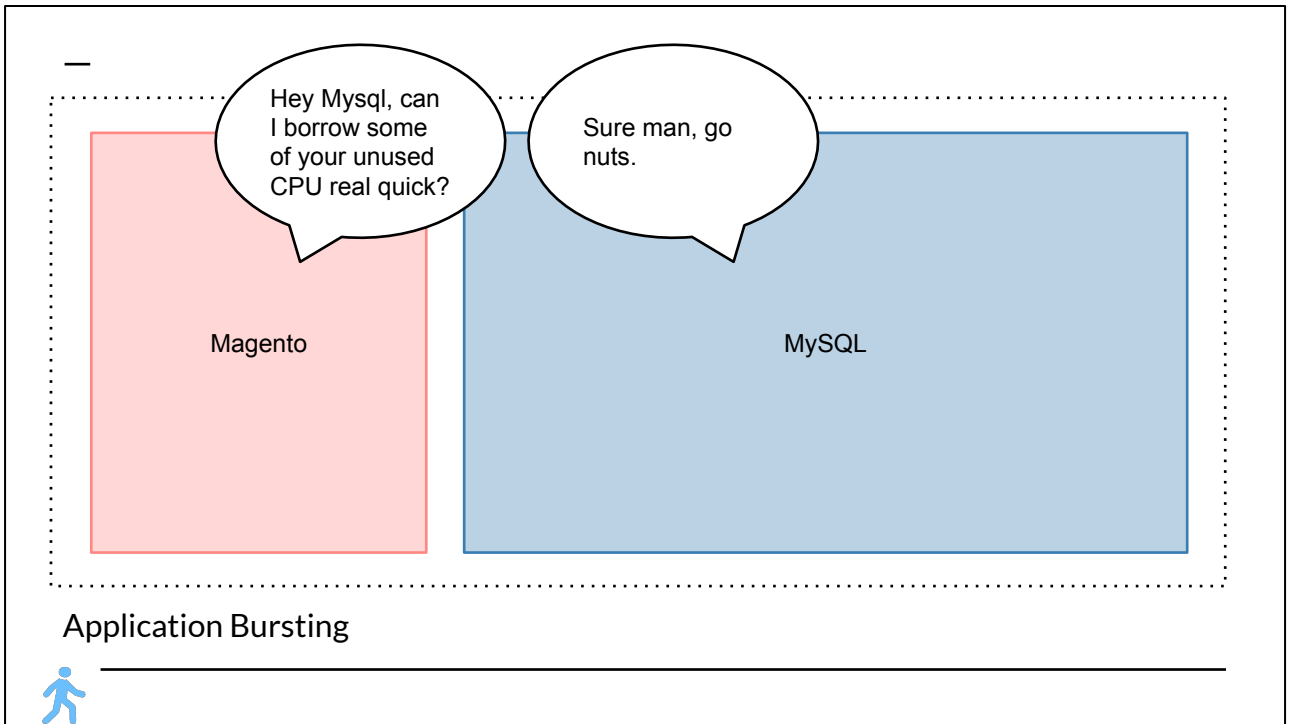 Hey Mysql, can
I borrow some
of your unused
CPU real quick?
Sure man, go
nuts.
Magento
MySQL
Application Bursting